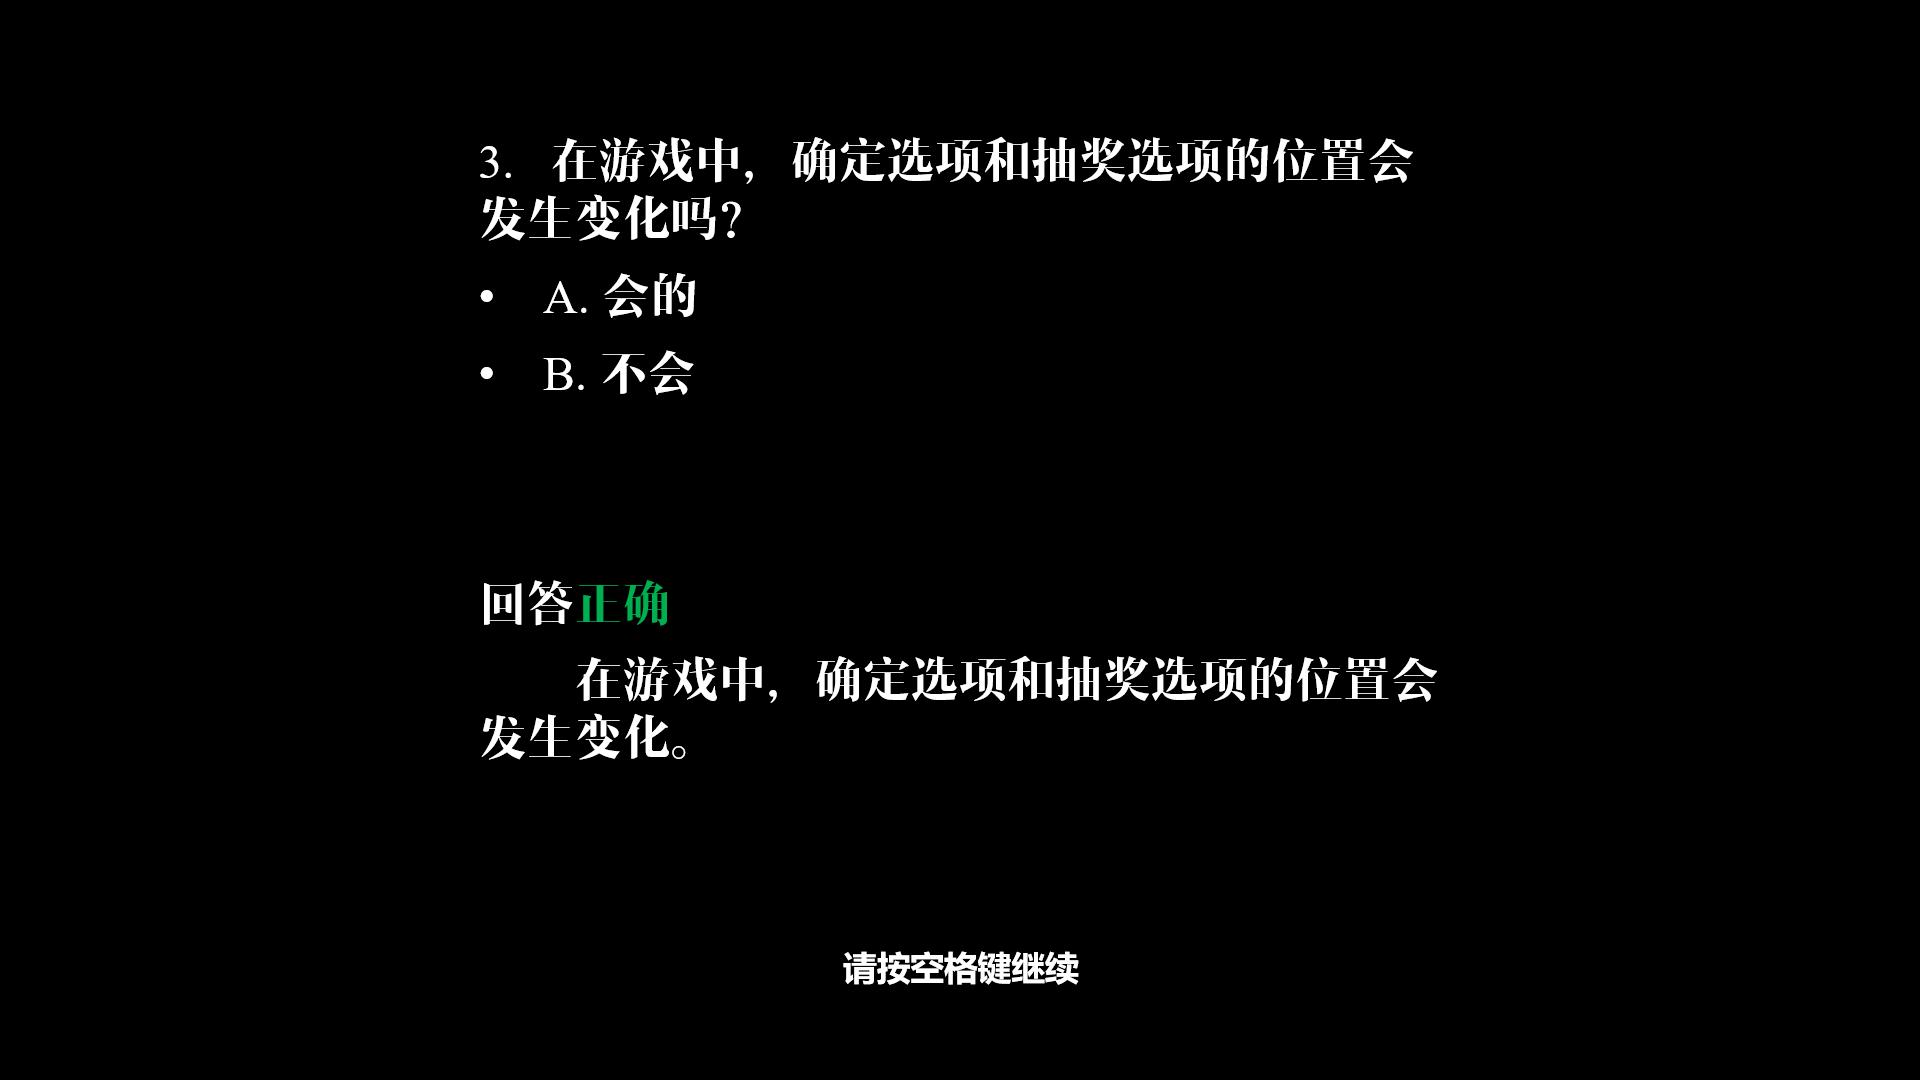 3. 在游戏中，确定选项和抽奖选项的位置会
发生变化吗？
• A. 会的
• B. 不会
回答正确
在游戏中，确定选项和抽奖选项的位置会
发生变化。
请按空格键继续